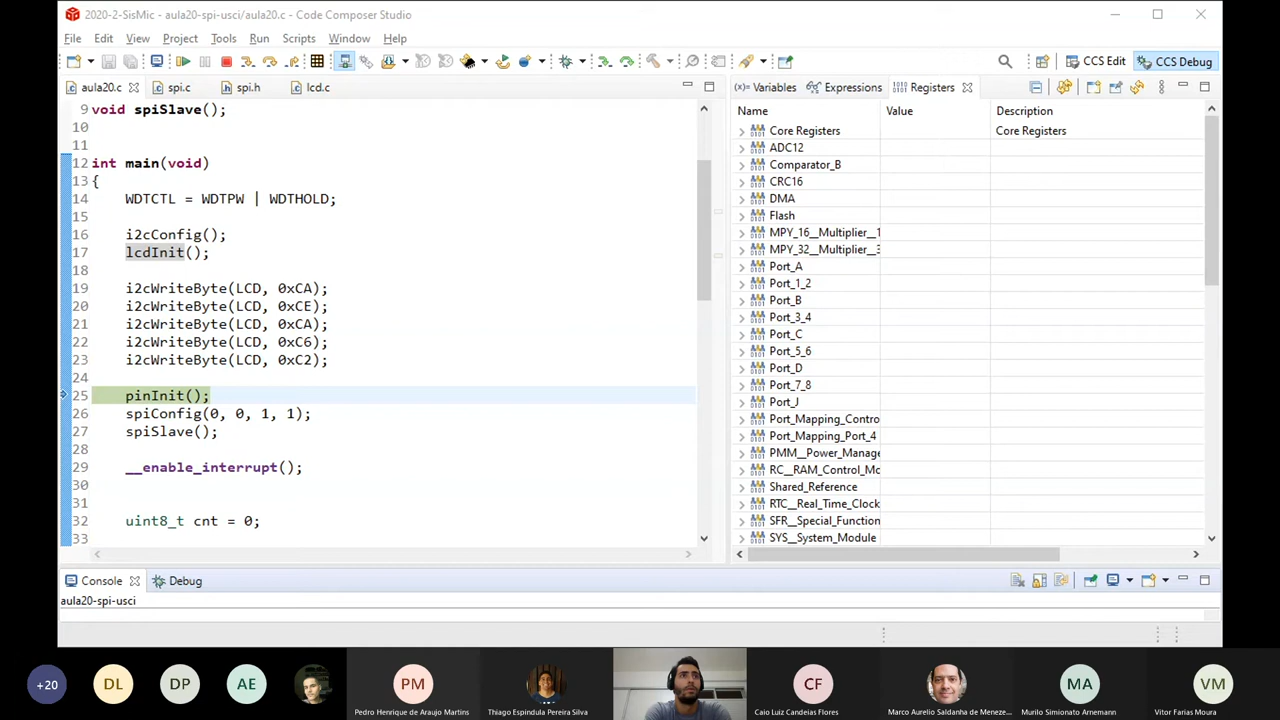 2020-2-SisMic - aula20-spi-usci/aula20.c - Code Composer Studio
File Edit View Project Tools Run Scripts Window Help
CCS Edit CCS Debug
aula20.c spi.c spi.h lcd.c
(x)= Variables Expressions Registers
9 void spiSlave();
10
11
12 int main(void)
13 {
14 WDTCTL = WDTPW | WDTHOLD;
15
16 i2cConfig();
17 lcdInit();
18
19 i2cWriteByte(LCD, 0xCA);
20 i2cWriteByte(LCD, 0xCE);
21 i2cWriteByte(LCD, 0xCA);
22 i2cWriteByte(LCD, 0xC6);
23 i2cWriteByte(LCD, 0xC2);
24
25 pinInit();
26 spiConfig(0, 0, 1, 1);
27 spiSlave();
28
29 __enable_interrupt();
30
31
32 uint8_t cnt = 0;
33
Name Value Description
Core Registers Core Registers
ADC12
Comparator_B
CRC16
DMA
Flash
MPY_16__Multiplier__1
MPY_32__Multiplier__3
Port_A
Port_1_2
Port_B
Port_3_4
Port_C
Port_5_6
Port_D
Port_7_8
Port_J
Port_Mapping_Contro
Port_Mapping_Port_4
PMM__Power_Manage
RC__RAM_Control_Mo
Shared_Reference
RTC__Real_Time_Clock
SFR__Special_Function
SYS__System_Module
Console Debug
aula20-spi-usci
+20 DL DP AE PM CF MA VM
Pedro Henrique de Araujo Martins Thiago Espindula Pereira Silva Caio Luiz Candeias Flores Marco Aurelio Saldanha de Meneze... Murilo Simionato Arnemann Vitor Farias Moura